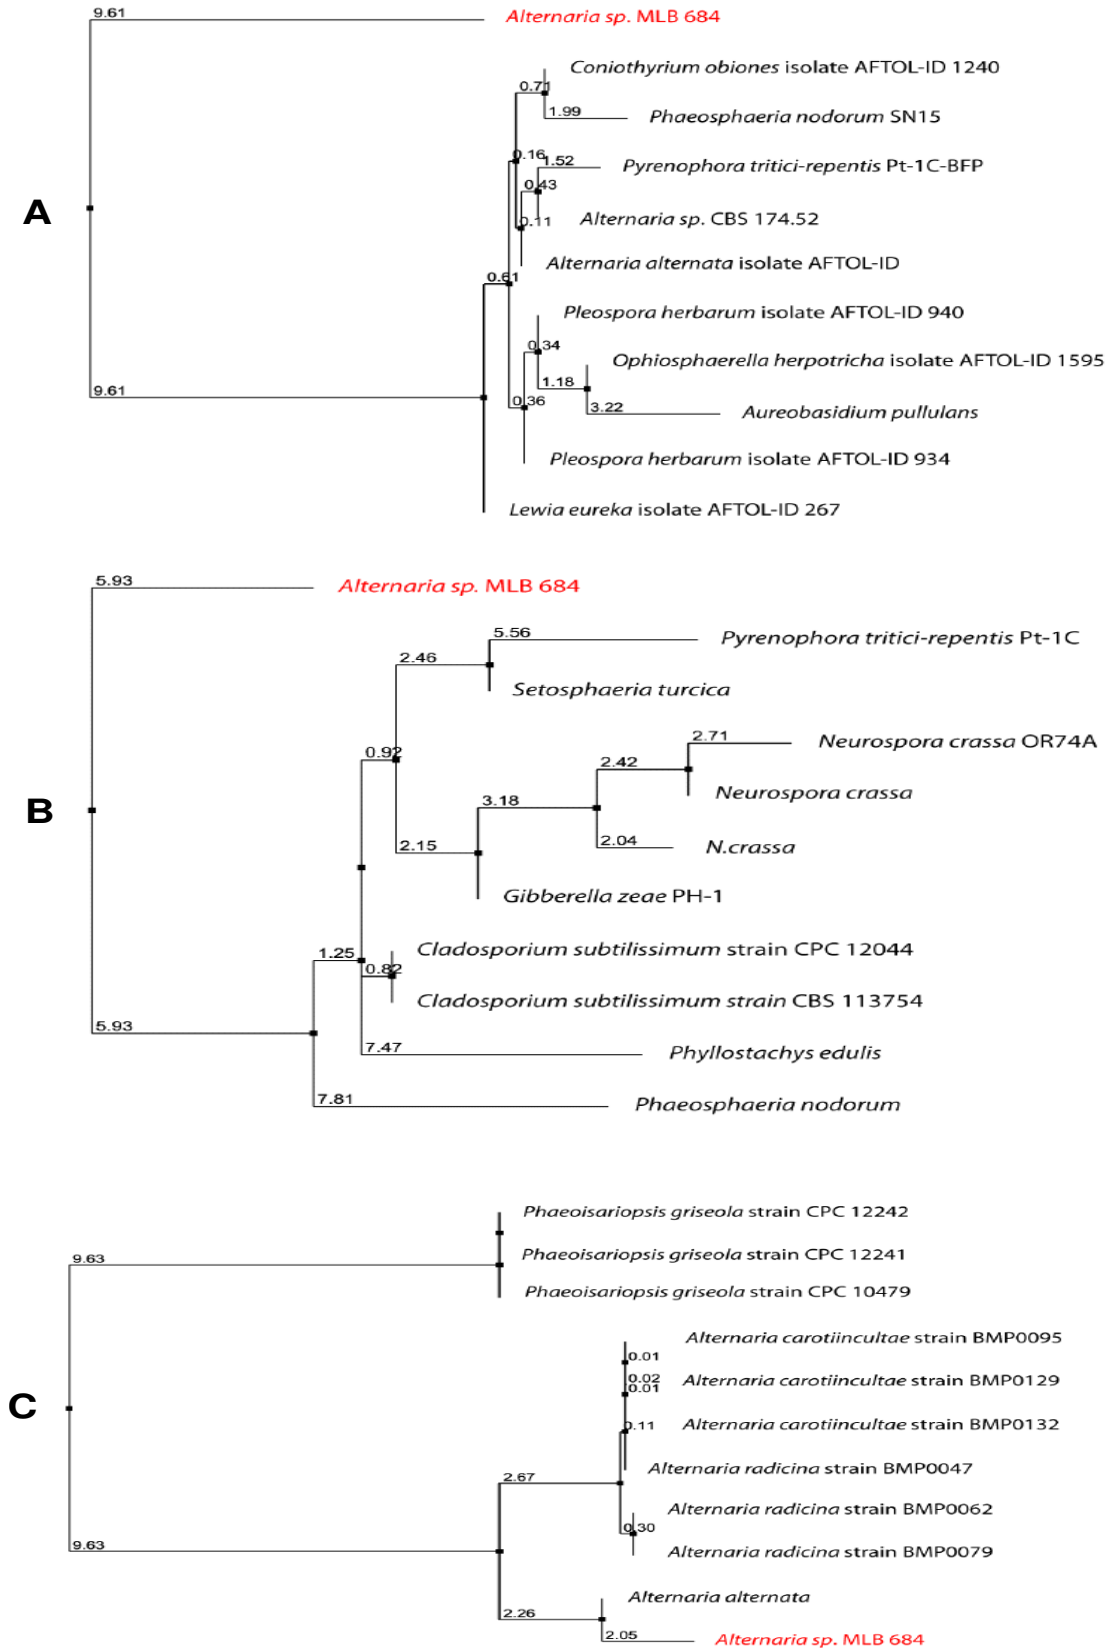 9.61
Alternaria sp. MLB 684
Coniothyrium obiones isolate AFTOL-ID 1240
0.71
1.99
Phaeosphaeria nodorum SN15
0.16
1.52
Pyrenophora tritici-repentis Pt-1C-BFP
0.43
A
0.11
Alternaria sp. CBS 174.52
Alternaria alternata isolate AFTOL-ID
0.61
Pleospora herbarum isolate AFTOL-ID 940
0.34
Ophiosphaerella herpotricha isolate AFTOL-ID 1595
1.18
9.61
0.36
3.22
Aureobasidium pullulans
Pleospora herbarum isolate AFTOL-ID 934
Lewia eureka isolate AFTOL-ID 267
5.93
Alternaria sp. MLB 684
5.56
Pyrenophora tritici-repentis Pt-1C
2.46
Setosphaeria turcica
2.71
Neurospora crassa OR74A
0.92
2.42
Neurospora crassa
B
3.18
2.15
2.04
N.crassa
Gibberella zeae PH-1
1.25
Cladosporium subtilissimum strain CPC 12044
0.82
Cladosporium subtilissimum strain CBS 113754
5.93
7.47
Phyllostachys edulis
7.81
Phaeosphaeria nodorum
Phaeoisariopsis griseola strain CPC 12242
9.63
Phaeoisariopsis griseola strain CPC 12241
Phaeoisariopsis griseola strain CPC 10479
Alternaria carotiincultae strain BMP0095
0.01
0.02
Alternaria carotiincultae strain BMP0129
0.01
C
0.11
Alternaria carotiincultae strain BMP0132
Alternaria radicina strain BMP0047
2.67
Alternaria radicina strain BMP0062
0.30
9.63
Alternaria radicina strain BMP0079
Alternaria alternata
2.26
2.05
Alternaria sp. MLB 684